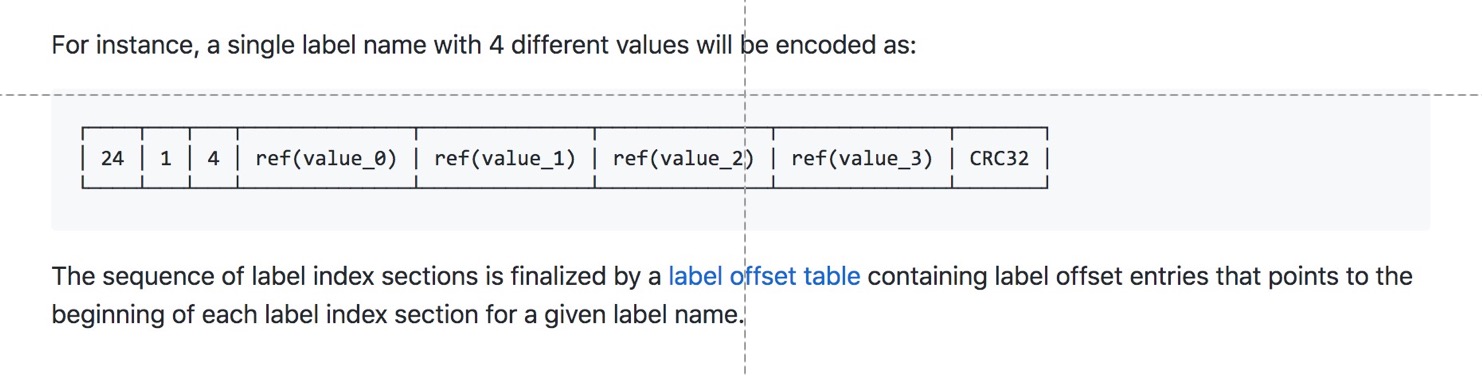 For instance, a single label name with 4 different values will be encoded as:
24 | 1 | 4 | ref(value_0) | ref(value_1) | ref(value_2) | ref(value_3) | CRC32
The sequence of label index sections is finalized by a label offset table containing label offset entries that points to the
beginning of each label index section for a given label name.